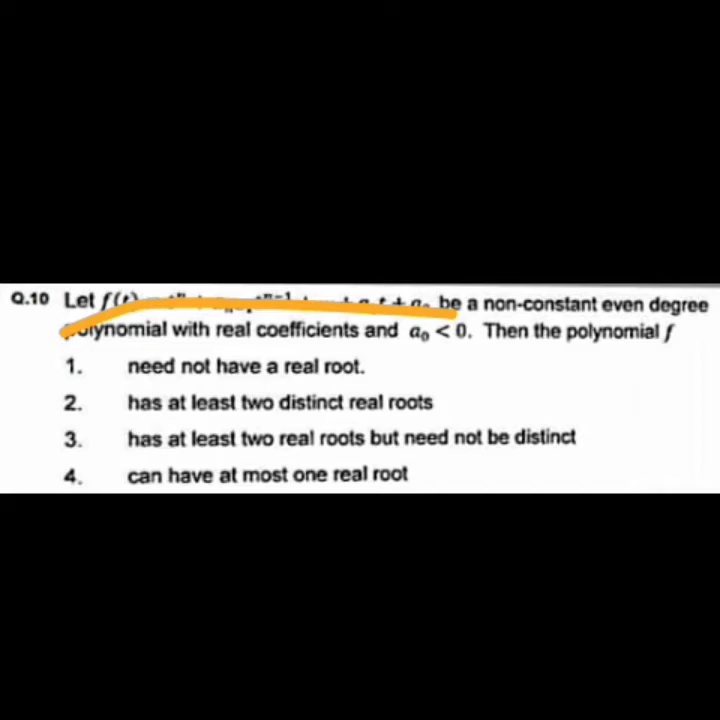 Q.10 Let be a non-constant even degree
with real coefficients and a₀ < 0. Then the polynomial f
1. need not have a real root.
2. has at least two distinct real roots
3. has at least two real roots but need not be distinct
4. can have at most one real root